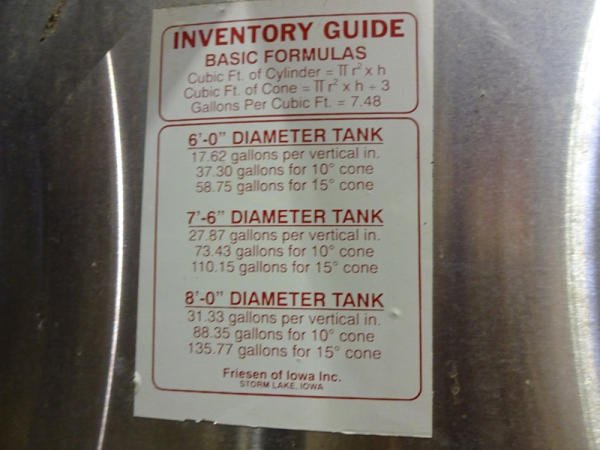 INVENTORY GUIDE
BASIC FORMULAS
Cubic Ft. of Cylinder = π r² x h
Cubic Ft. of Cone = π r² x h ÷ 3
Gallons Per Cubic Ft. = 7.48
6'-0" DIAMETER TANK
17.62 gallons per vertical in.
37.30 gallons for 10° cone
58.75 gallons for 15° cone
7'-6" DIAMETER TANK
27.87 gallons per vertical in.
73.43 gallons for 10° cone
110.15 gallons for 15° cone
8'-0" DIAMETER TANK
31.33 gallons per vertical in.
88.35 gallons for 10° cone
135.77 gallons for 15° cone
Friesen of Iowa Inc.
STORM LAKE, IOWA